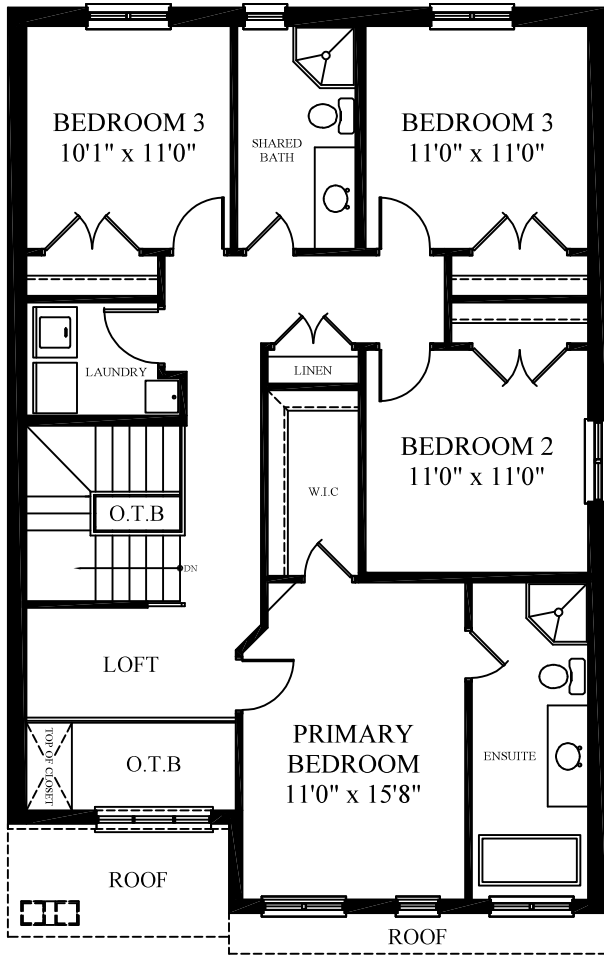 BEDROOM 3
10'1" x 11'0"
SHARED
BATH
BEDROOM 3
11'0" x 11'0"
LAUNDRY
LINEN
BEDROOM 2
11'0" x 11'0"
W.I.C
O.T.B
DN
LOFT
PRIMARY
BEDROOM
11'0" x 15'8"
ENSUITE
TOP OF CLOSET
O.T.B
ROOF
ROOF